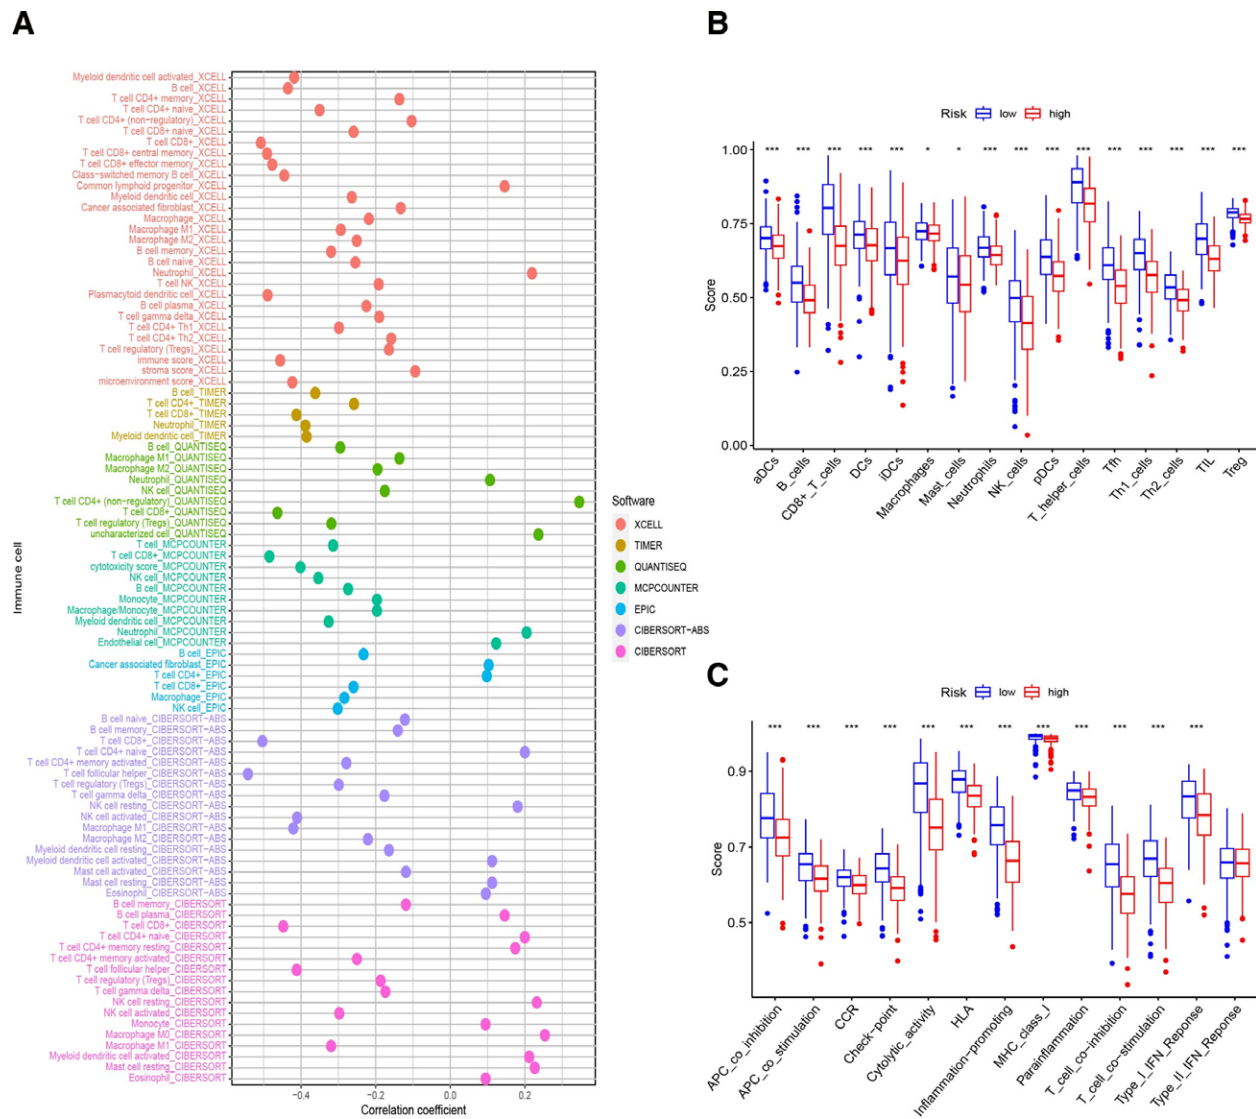 A
Myeloid dendritic cell activated_XCELL
B cell_XCELL
T cell CD4+ memory_XCELL
T cell CD4+ naive_XCELL
T cell CD4+ (non-regulatory)_XCELL
T cell CD8+ naive_XCELL
T cell CD8+_XCELL
T cell CD8+ central memory_XCELL
T cell CD8+ effector memory_XCELL
Class-switched memory B cell_XCELL
Common lymphoid progenitor_XCELL
Myeloid dendritic cell_XCELL
Cancer associated fibroblast_XCELL
Macrophage_XCELL
Macrophage M1_XCELL
Macrophage M2_XCELL
B cell memory_XCELL
B cell naive_XCELL
Neutrophil_XCELL
T cell NK_XCELL
Plasmacytoid dendritic cell_XCELL
B cell plasma_XCELL
T cell gamma delta_XCELL
T cell CD4+ Th1_XCELL
T cell CD4+ Th2_XCELL
T cell regulatory (Tregs)_XCELL
immune score_XCELL
stroma score_XCELL
microenvironment score_XCELL
B cell_TIMER
T cell CD4+_TIMER
T cell CD8+_TIMER
Neutrophil_TIMER
Myeloid dendritic cell_TIMER
B cell_QUANTISEQ
Macrophage M1_QUANTISEQ
Macrophage M2_QUANTISEQ
Neutrophil_QUANTISEQ
NK cell_QUANTISEQ
T cell CD4+ (non-regulatory)_QUANTISEQ
T cell CD8+_QUANTISEQ
T cell regulatory (Tregs)_QUANTISEQ
uncharacterized cell_QUANTISEQ
T cell_MCPCOUNTER
T cell CD8+_MCPCOUNTER
cytotoxicity score_MCPCOUNTER
NK cell_MCPCOUNTER
B cell_MCPCOUNTER
Monocyte_MCPCOUNTER
Macrophage/Monocyte_MCPCOUNTER
Myeloid dendritic cell_MCPCOUNTER
Neutrophil_MCPCOUNTER
Endothelial cell_MCPCOUNTER
B cell_EPIC
Cancer associated fibroblast_EPIC
T cell CD4+_EPIC
T cell CD8+_EPIC
Macrophage_EPIC
NK cell_EPIC
B cell naive_CIBERSORT-ABS
B cell memory_CIBERSORT-ABS
T cell CD8+_CIBERSORT-ABS
T cell CD4+ naive_CIBERSORT-ABS
T cell CD4+ memory activated_CIBERSORT-ABS
T cell follicular helper_CIBERSORT-ABS
T cell regulatory (Tregs)_CIBERSORT-ABS
T cell gamma delta_CIBERSORT-ABS
NK cell resting_CIBERSORT-ABS
NK cell activated_CIBERSORT-ABS
Macrophage M1_CIBERSORT-ABS
Macrophage M2_CIBERSORT-ABS
Myeloid dendritic cell resting_CIBERSORT-ABS
Myeloid dendritic cell activated_CIBERSORT-ABS
Mast cell activated_CIBERSORT-ABS
Mast cell resting_CIBERSORT-ABS
Eosinophil_CIBERSORT-ABS
B cell memory_CIBERSORT
B cell plasma_CIBERSORT
T cell CD8+_CIBERSORT
T cell CD4+ naive_CIBERSORT
T cell CD4+ memory resting_CIBERSORT
T cell CD4+ memory activated_CIBERSORT
T cell follicular helper_CIBERSORT
T cell regulatory (Tregs)_CIBERSORT
T cell gamma delta_CIBERSORT
NK cell resting_CIBERSORT
NK cell activated_CIBERSORT
Monocyte_CIBERSORT
Macrophage M0_CIBERSORT
Macrophage M1_CIBERSORT
Myeloid dendritic cell activated_CIBERSORT
Mast cell resting_CIBERSORT
Eosinophil_CIBERSORT
Immune cell
-0.4 -0.2 0.0 0.2
Correlation coefficient
Software
XCELL
TIMER
QUANTISEQ
MCPCOUNTER
EPIC
CIBERSORT-ABS
CIBERSORT
B
Risk low high
*** *** *** *** *** * * *** *** *** *** *** *** *** *** ***
1.00
0.75
0.50
0.25
0.00
Score
aDCs
B_cells
CD8+_T_cells
DCs
iDCs
Macrophages
Mast_cells
Neutrophils
NK_cells
pDCs
T_helper_cells
Tfh
Th1_cells
Th2_cells
TIL
Treg
C
Risk low high
*** *** *** *** *** *** *** *** *** *** *** ***
0.9
0.7
0.5
Score
APC_co_inhibition
APC_co_stimulation
CCR
Check-point
Cytolytic_activity
HLA
Inflammation-promoting
MHC_class_I
Parainflammation
T_cell_co-inhibition
T_cell_co-stimulation
Type_I_IFN_Reponse
Type_II_IFN_Reponse